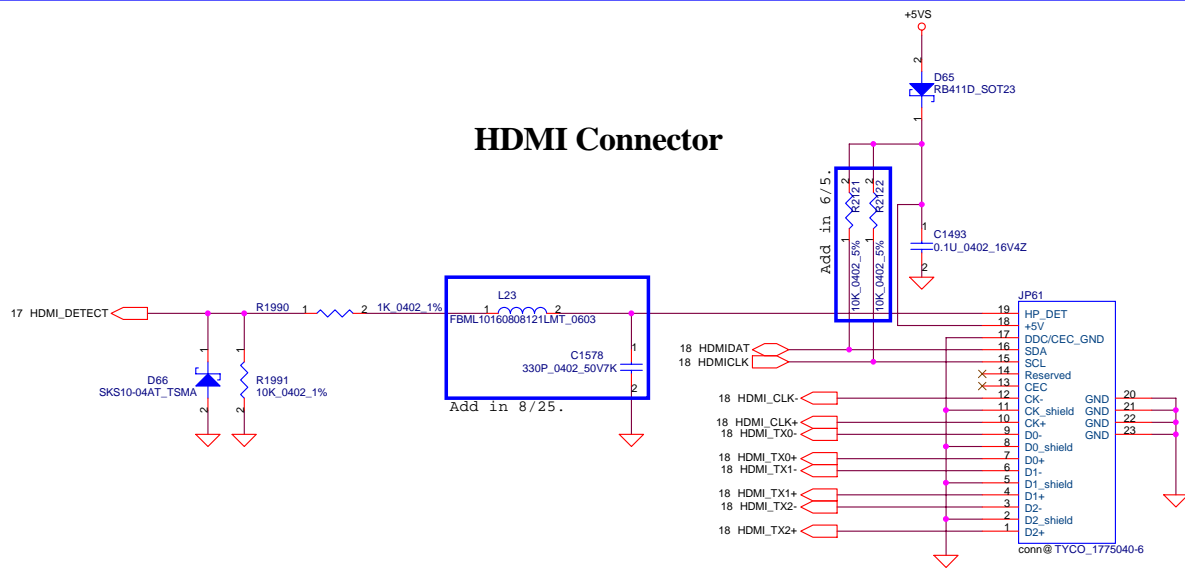 +5VS
2
D65
RB411D_SOT23
1
HDMI Connector
Add in 6/5.
2
R2121
1
10K_0402_5%
2
R2122
1
10K_0402_5%
1
C1493
0.1U_0402_16V4Z
2
17 HDMI_DETECT
R1990
1
2
1K_0402_1%
L23
1
2
FBML10160808121LMT_0603
1
C1578
330P_0402_50V7K
2
Add in 8/25.
1
D66
SKS10-04AT_TSMA
2
1
R1991
10K_0402_1%
2
18 HDMIDAT
18 HDMICLK
18 HDMI_CLK-
18 HDMI_CLK+
18 HDMI_TX0-
18 HDMI_TX0+
18 HDMI_TX1-
18 HDMI_TX1+
18 HDMI_TX2-
18 HDMI_TX2+
JP61
19 HP_DET
18 +5V
17 DDC/CEC_GND
16 SDA
15 SCL
14 Reserved
13 CEC
12 CK-
11 CK_shield
10 CK+
9 D0-
8 D0_shield
7 D0+
6 D1-
5 D1_shield
4 D1+
3 D2-
2 D2_shield
1 D2+
GND 20
GND 21
GND 22
GND 23
conn@ TYCO_1775040-6